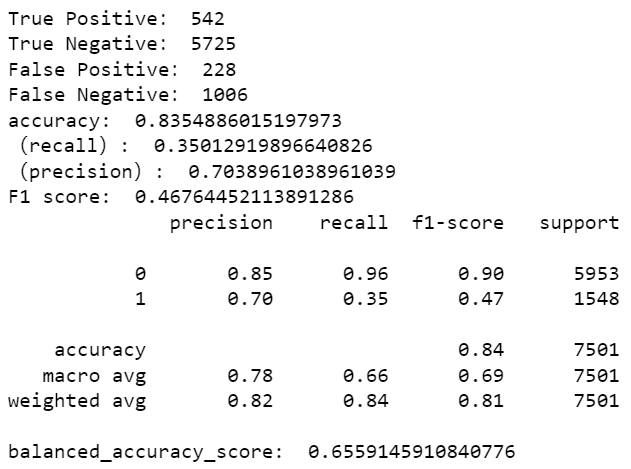 True Positive:  542
True Negative:  5725
False Positive:  228
False Negative:  1006
accuracy:  0.8354886015197973
（recall）:  0.35012919896640826
（precision）:  0.7038961038961039
F1 score:  0.46764452113891286
precision    recall  f1-score   support
0       0.85      0.96      0.90      5953
1       0.70      0.35      0.47      1548
accuracy                           0.84      7501
macro avg       0.78      0.66      0.69      7501
weighted avg       0.82      0.84      0.81      7501
balanced_accuracy_score:  0.6559145910840776